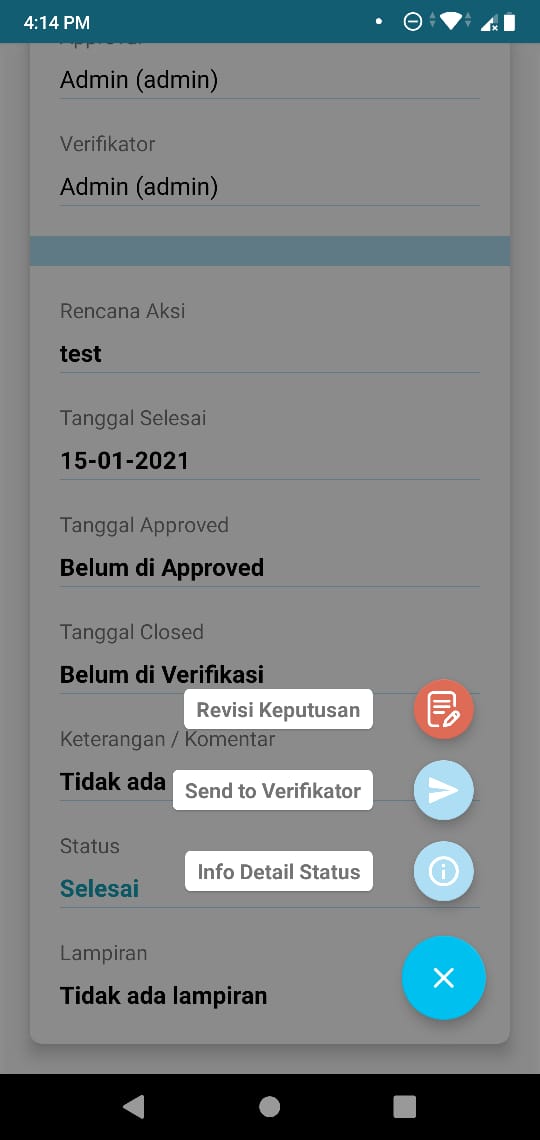 4:14 PM
Admin (admin)
Verifikator
Admin (admin)
Rencana Aksi
test
Tanggal Selesai
15-01-2021
Tanggal Approved
Belum di Approved
Tanggal Closed
Belum di Verifikasi
Revisi Keputusan
Keterangan / Komentar
Tidak ada
Send to Verifikator
Status
Info Detail Status
Selesai
Lampiran
Tidak ada lampiran